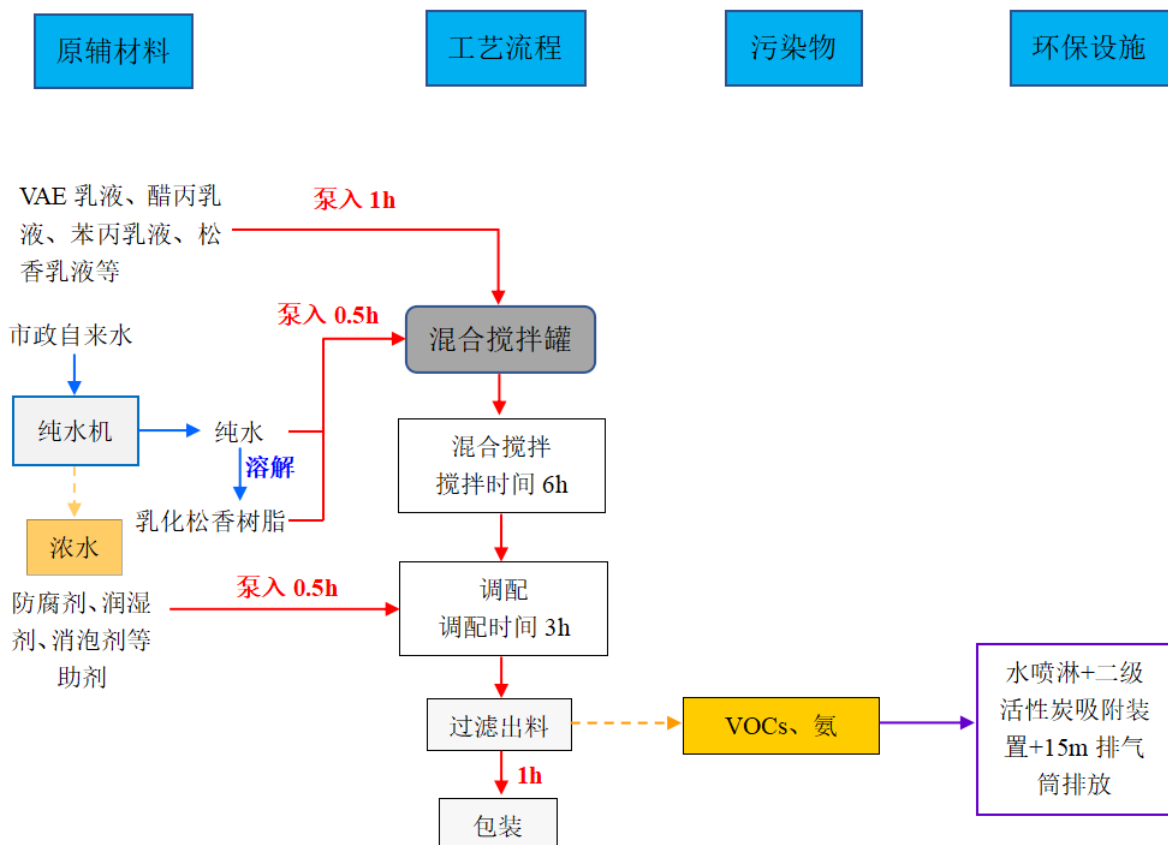 原辅材料
工艺流程
污染物
环保设施
VAE 乳液、醋丙乳
液、苯丙乳液、松
香乳液等
泵入 1h
泵入 0.5h
混合搅拌罐
市政自来水
纯水机
纯水
溶解
乳化松香树脂
浓水
混合搅拌
搅拌时间 6h
防腐剂、润湿
剂、消泡剂等
助剂
泵入 0.5h
调配
调配时间 3h
过滤出料
VOCs、氨
水喷淋+二级
活性炭吸附装
置+15m 排气
筒排放
1h
包装